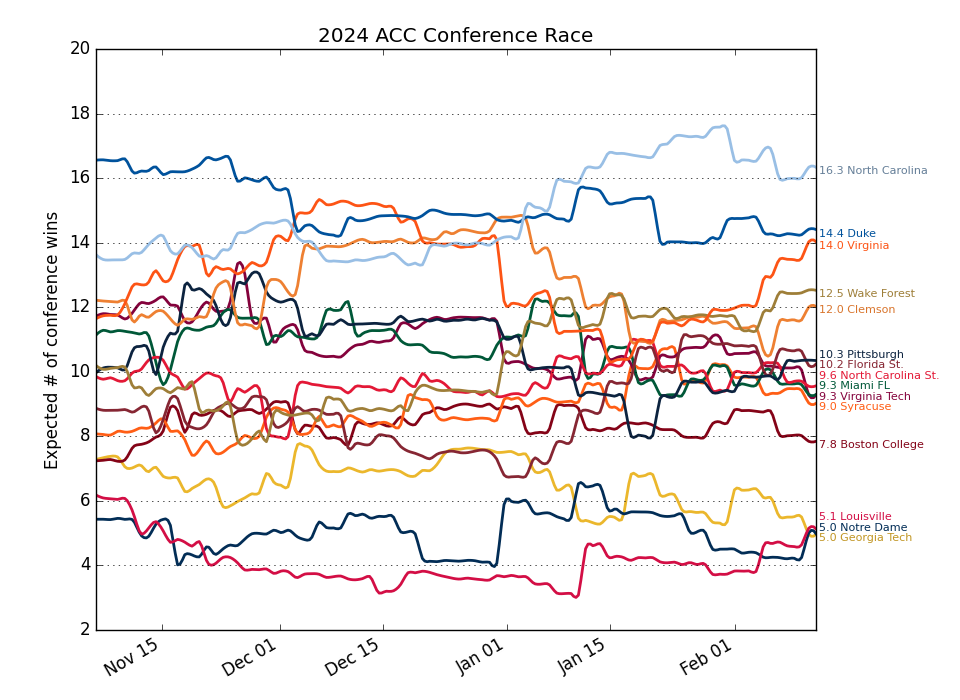 2024 ACC Conference Race
Expected # of conference wins
20
18
16
14
12
10
8
6
4
2
Nov 15
Dec 01
Dec 15
Jan 01
Jan 15
Feb 01
16.3 North Carolina
14.4 Duke
14.0 Virginia
12.5 Wake Forest
12.0 Clemson
10.3 Pittsburgh
10.2 Florida St.
9.6 North Carolina St.
9.3 Miami FL
9.3 Virginia Tech
9.0 Syracuse
7.8 Boston College
5.1 Louisville
5.0 Notre Dame
5.0 Georgia Tech